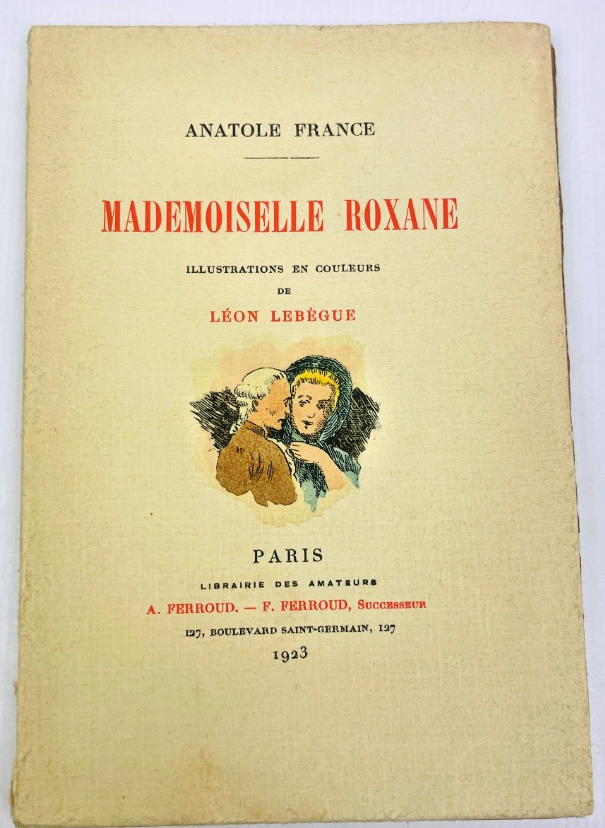 ANATOLE FRANCE
MADEMOISELLE ROXANE
ILLUSTRATIONS EN COULEURS
DE
LÉON LEBÈGUE
PARIS
LIBRAIRIE DES AMATEURS
A. FERROUD. — F. FERROUD, SUCCESSEUR
127, BOULEVARD SAINT-GERMAIN, 127
1923